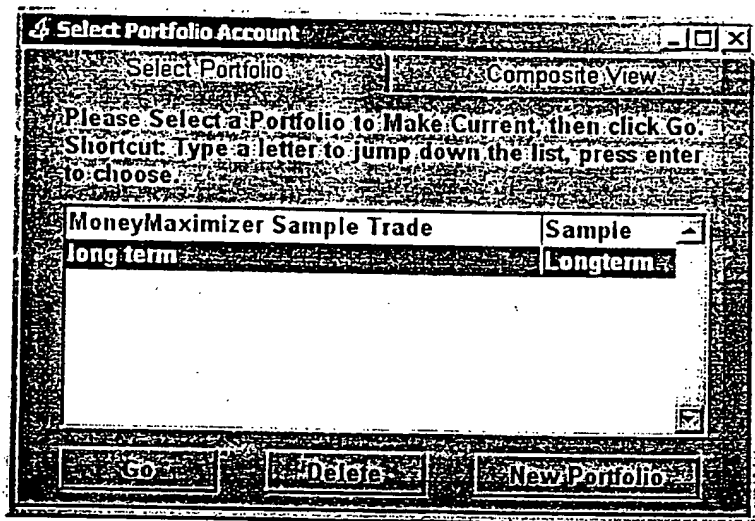 Select Portfolio Account
Select Portfolio Composite View
Please Select a Portfolio to Make Current, then click Go.
Shortcut: Type a letter to jump down the list, press enter
to choose.
MoneyMaximizer Sample Trade Sample
long term Longterm
Go Delete New Portfolio